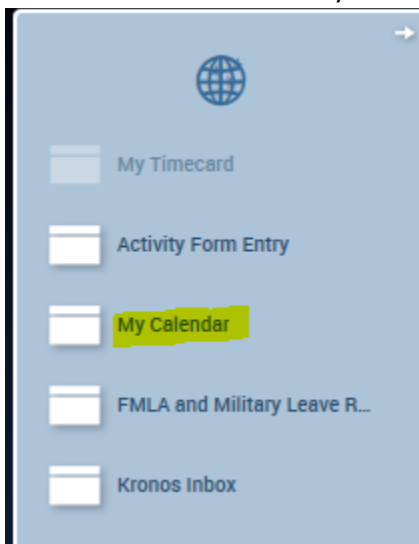 My Timecard
Activity Form Entry
My Calendar
FMLA and Military Leave R...
Kronos Inbox